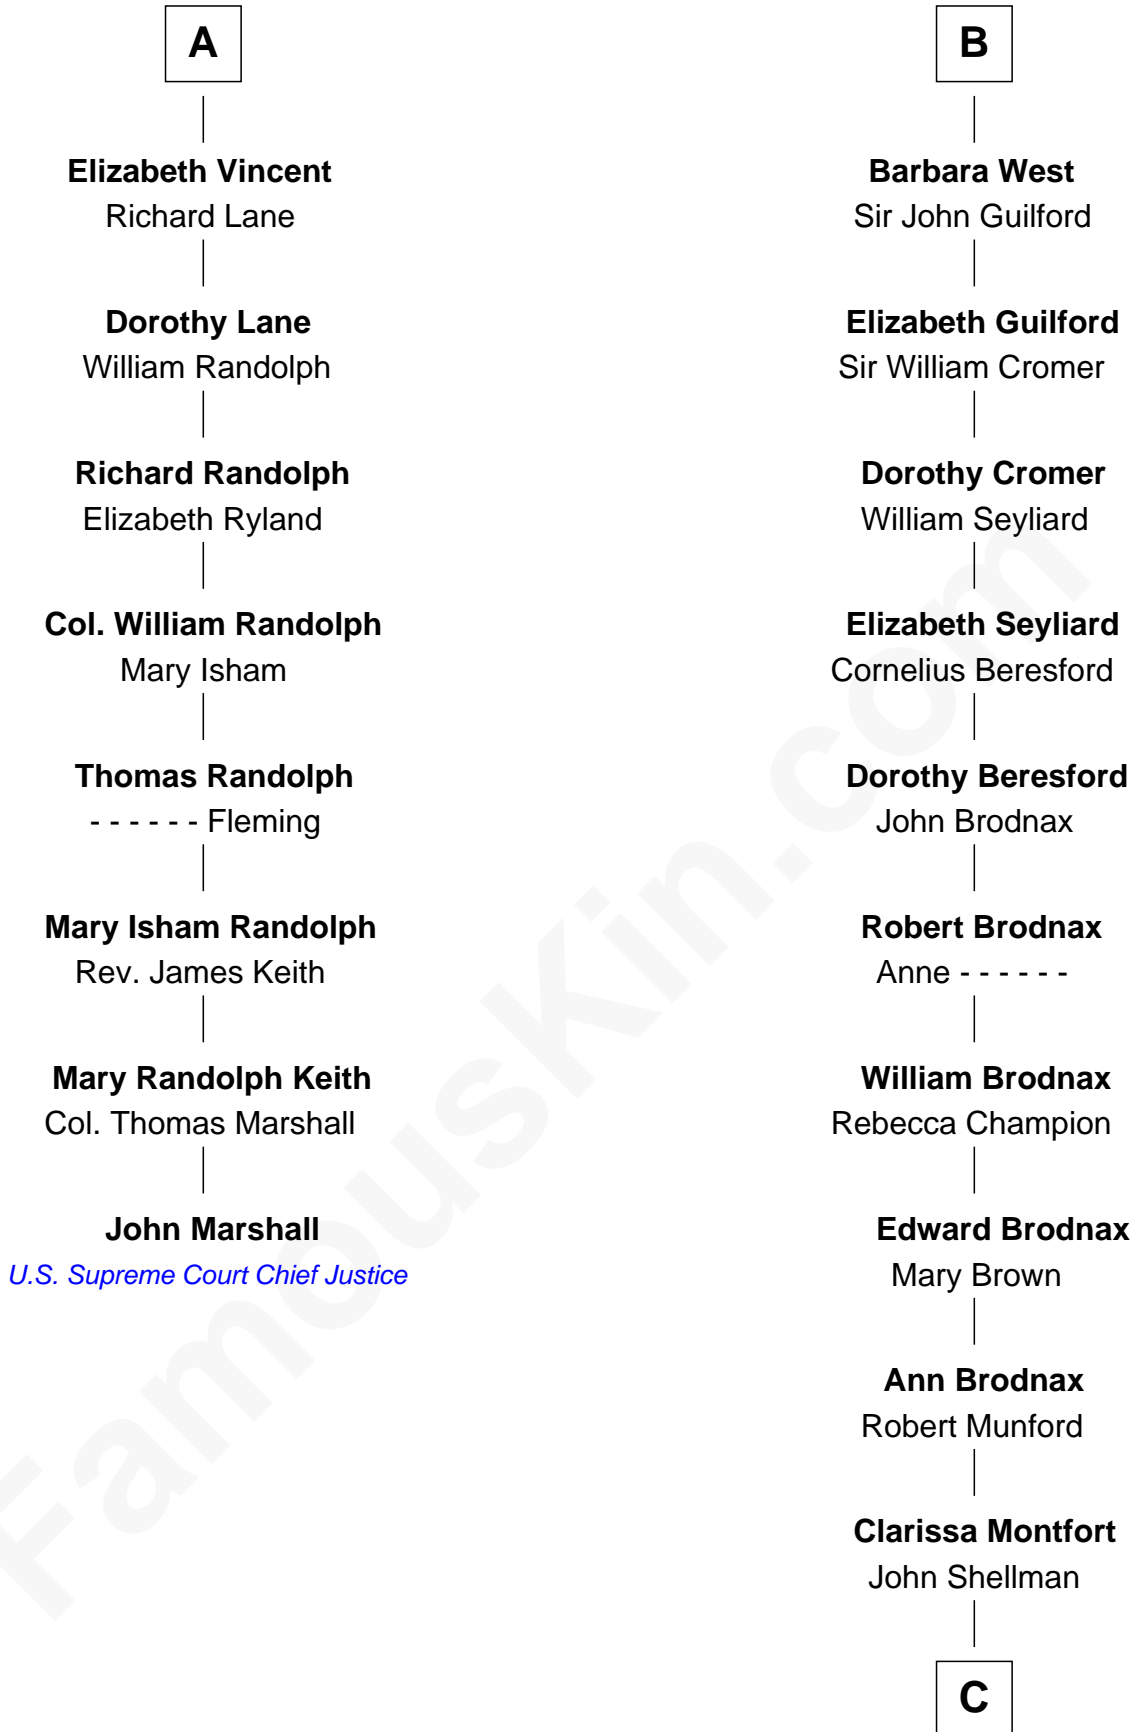 A
Elizabeth Vincent
Richard Lane
Dorothy Lane
William Randolph
Richard Randolph
Elizabeth Ryland
Col. William Randolph
Mary Isham
Thomas Randolph
- - - - - - Fleming
Mary Isham Randolph
Rev. James Keith
Mary Randolph Keith
Col. Thomas Marshall
John Marshall
U.S. Supreme Court Chief Justice
B
Barbara West
Sir John Guilford
Elizabeth Guilford
Sir William Cromer
Dorothy Cromer
William Seyliard
Elizabeth Seyliard
Cornelius Beresford
Dorothy Beresford
John Brodnax
Robert Brodnax
Anne - - - - - -
William Brodnax
Rebecca Champion
Edward Brodnax
Mary Brown
Ann Brodnax
Robert Munford
Clarissa Montfort
John Shellman
C
FamousKin.com